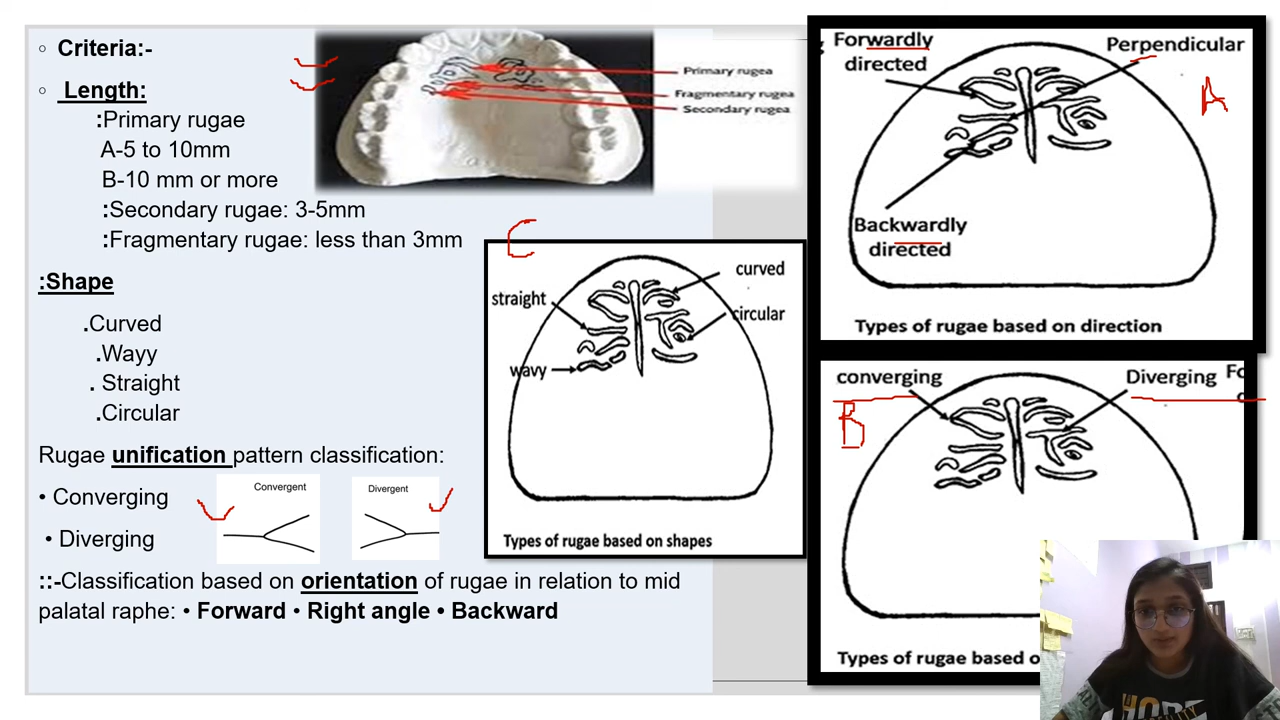 ◦ Criteria:-
◦ Length:
:Primary rugae
A-5 to 10mm
B-10 mm or more
:Secondary rugae: 3-5mm
:Fragmentary rugae: less than 3mm
:Shape
.Curved
.Wayy
. Straight
.Circular
Rugae unification pattern classification:
• Converging
• Diverging
Convergent
Divergent
::-Classification based on orientation of rugae in relation to mid
palatal raphe: • Forward • Right angle • Backward
Primary rugea
Fragmentary rugea
Secondary rugea
C
straight
curved
circular
wavy
Types of rugae based on shapes
Forwardly
directed
Perpendicular
A
Backwardly
directed
Types of rugae based on direction
converging
Diverging
B
Types of rugae based o